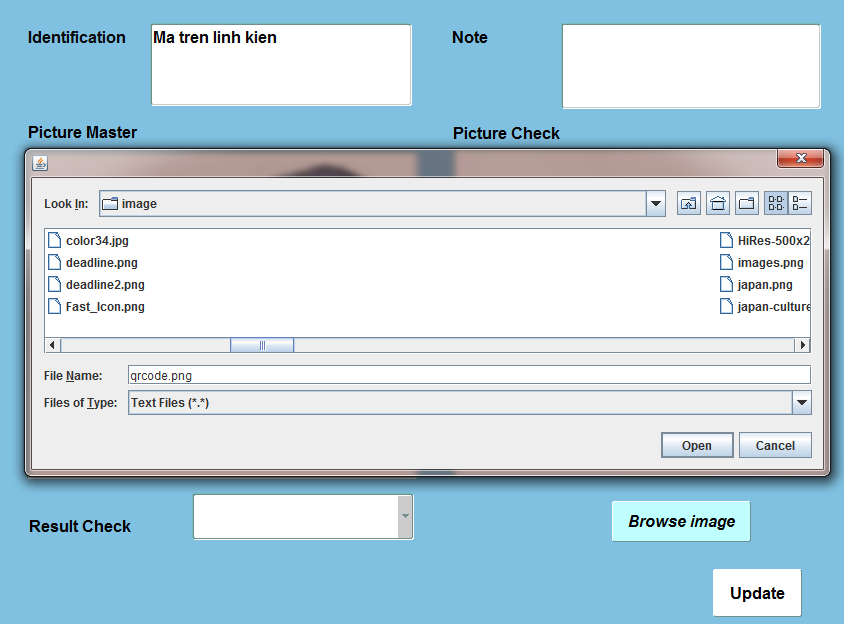 Identification
Ma tren linh kien
Note
Picture Master
Picture Check
Look In:
image
color34.jpg
deadline.png
deadline2.png
Fast_Icon.png
HiRes-500x2
images.png
japan.png
japan-culture
File Name:
qrcode.png
Files of Type:
Text Files (*.*)
Open
Cancel
Result Check
Browse image
Update